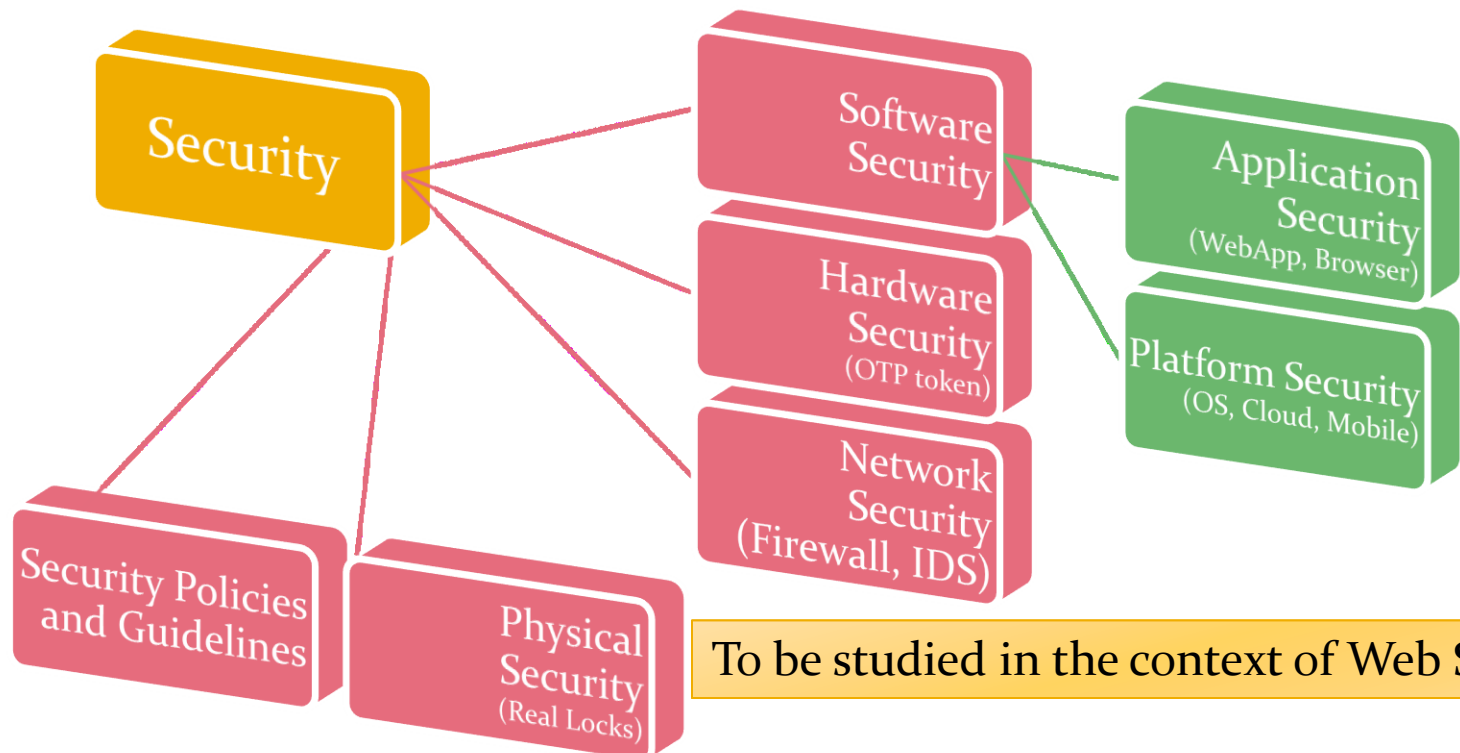 Security
Software
Security
Hardware
Security
(OTP token)
Network
Security
(Firewall, IDS)
Application
Security
(WebApp, Browser)
Platform Security
(OS, Cloud, Mobile)
Security Policies
and Guidelines
Physical
Security
(Real Locks)
To be studied in the context of Web